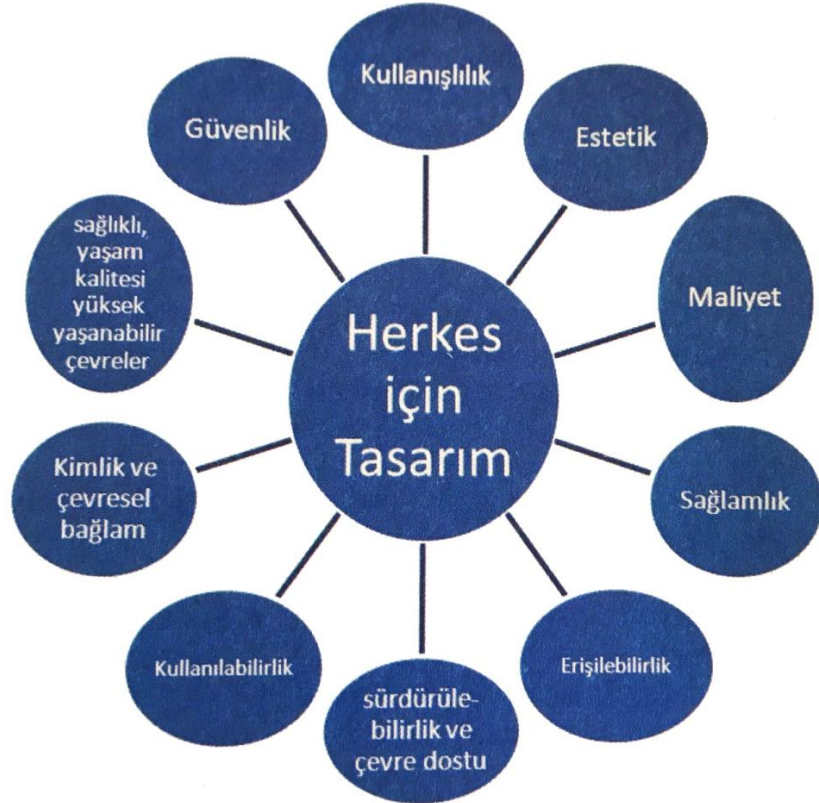 Herkes
için
Tasarım
Kullanışlılık
Estetik
Maliyet
Sağlamlık
Erişilebilirlik
sürdürüle-
bilirlik ve
çevre dostu
Kullanılabilirlik
Kimlik ve
çevresel
bağlam
sağlıklı,
yaşam
kalitesi
yüksek
yaşanabilir
çevreler
Güvenlik